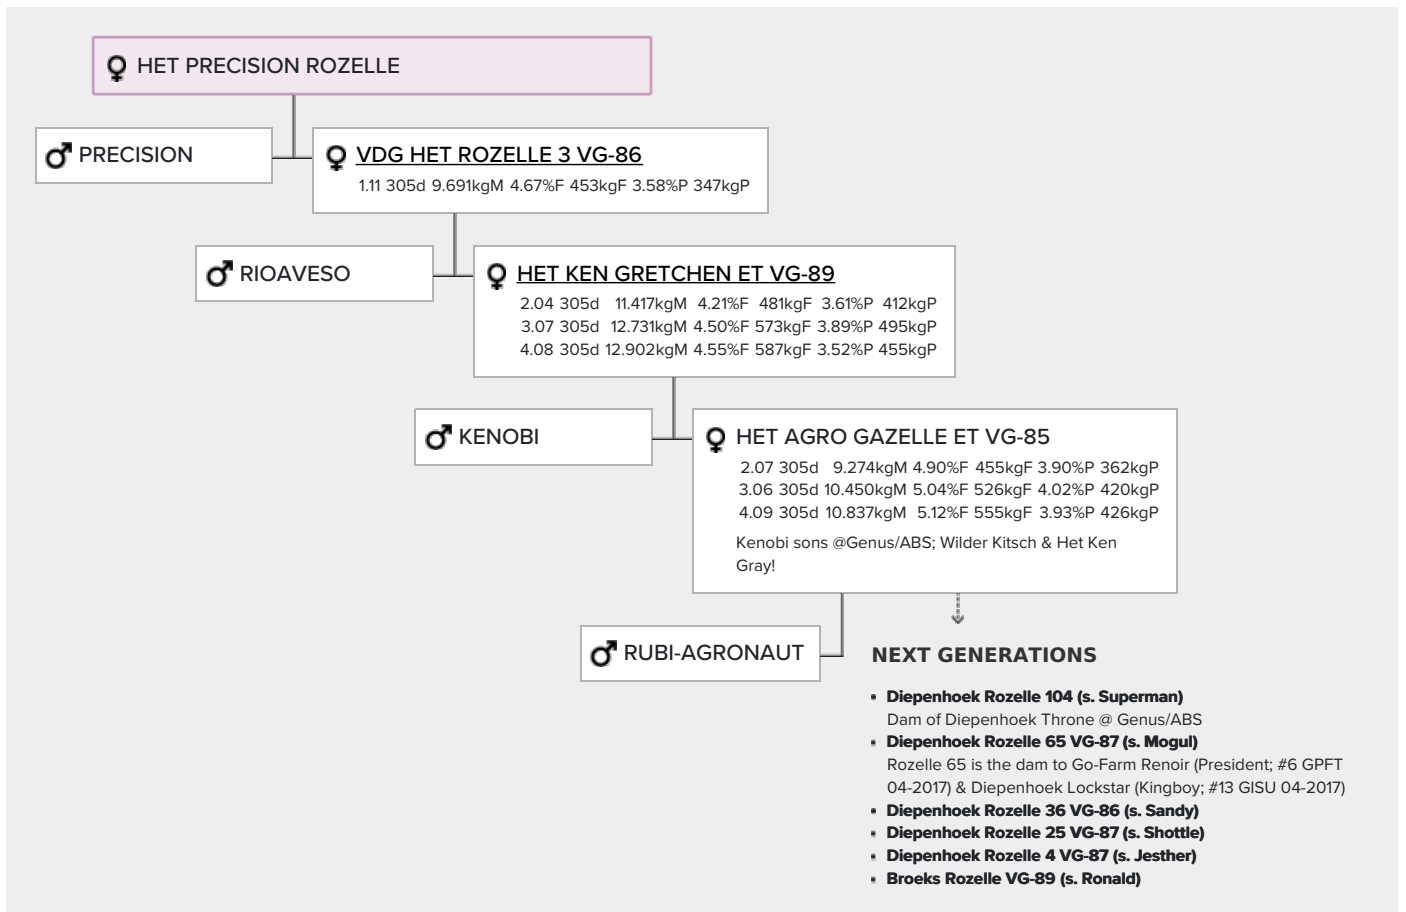 HET PRECISION ROZELLE
PRECISION
VDG HET ROZELLE 3 VG-86
1.11 305d 9.691kgM 4.67%F 453kgF 3.58%P 347kgP
RIOAVESO
HET KEN GRETCHEN ET VG-89
2.04 305d 11.417kgM 4.21%F 481kgF 3.61%P 412kgP
3.07 305d 12.731kgM 4.50%F 573kgF 3.89%P 495kgP
4.08 305d 12.902kgM 4.55%F 587kgF 3.52%P 455kgP
KENOBI
HET AGRO GAZELLE ET VG-85
2.07 305d 9.274kgM 4.90%F 455kgF 3.90%P 362kgP
3.06 305d 10.450kgM 5.04%F 526kgF 4.02%P 420kgP
4.09 305d 10.837kgM 5.12%F 555kgF 3.93%P 426kgP
Kenobi sons @Genus/ABS; Wilder Kitsch & Het Ken
Gray!
RUBI-AGRONAUT
NEXT GENERATIONS
Diepenhoek Rozelle 104 (s. Superman)
Dam of Diepenhoek Throne @ Genus/ABS
Diepenhoek Rozelle 65 VG-87 (s. Mogul)
Rozelle 65 is the dam to Go-Farm Renoir (President; #6 GPFT
04-2017) & Diepenhoek Lockstar (Kingboy; #13 GISU 04-2017)
Diepenhoek Rozelle 36 VG-86 (s. Sandy)
Diepenhoek Rozelle 25 VG-87 (s. Shottle)
Diepenhoek Rozelle 4 VG-87 (s. Jesther)
Broeks Rozelle VG-89 (s. Ronald)